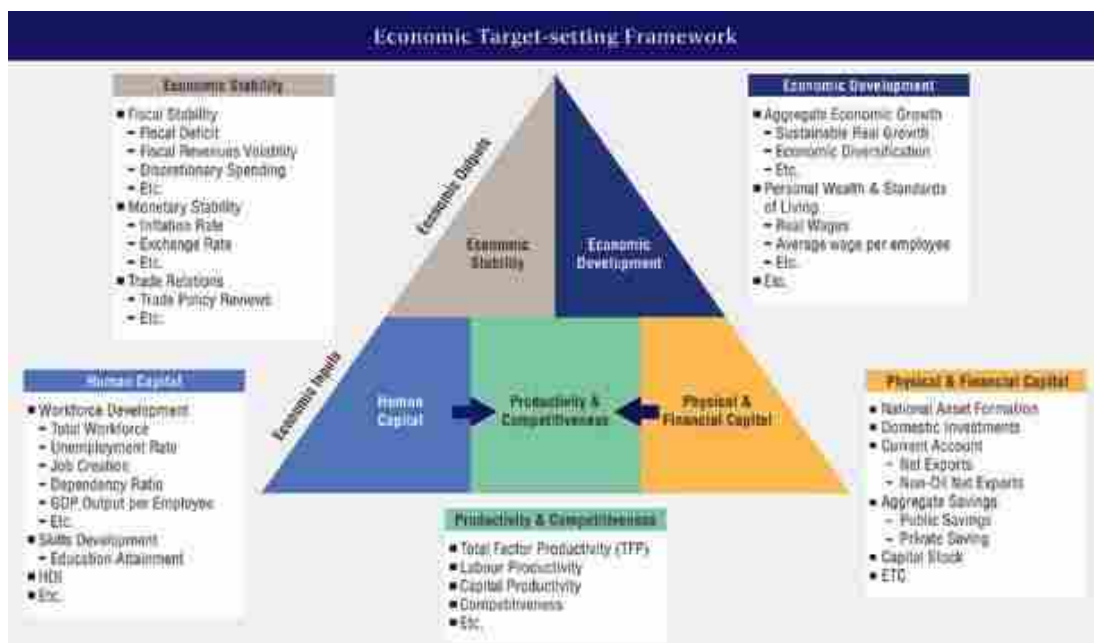 Economic Target-setting Framework
Economic Stability
▪ Fiscal Stability
- Fiscal Deficit
- Fiscal Revenues Volatility
- Discretionary Spending
- Etc.
▪ Monetary Stability
- Inflation Rate
- Exchange Rate
- Etc.
▪ Trade Relations
- Trade Policy Reviews
- Etc.
Economic Development
▪ Aggregate Economic Growth
- Sustainable Real Growth
- Economic Diversification
- Etc.
▪ Personal Wealth & Standards
of Living
- Real Wages
- Average wage per employee
- Etc.
▪ Etc.
Economic Outputs
Economic
Stability
Economic
Development
Economic Inputs
Human
Capital
Productivity &
Competitiveness
Physical &
Financial Capital
Human Capital
▪ Workforce Development
- Total Workforce
- Unemployment Rate
- Job Creation
- Dependency Ratio
- GDP Output per Employee
- Etc.
▪ Skills Development
- Education Attainment
▪ HDI
▪ Etc.
Productivity & Competitiveness
▪ Total Factor Productivity (TFP)
▪ Labour Productivity
▪ Capital Productivity
▪ Competitiveness
▪ Etc.
Physical & Financial Capital
▪ National Asset Formation
▪ Domestic Investments
▪ Current Account
- Net Exports
- Non-Oil Net Exports
▪ Aggregate Savings
- Public Savings
- Private Saving
▪ Capital Stock
▪ ETC